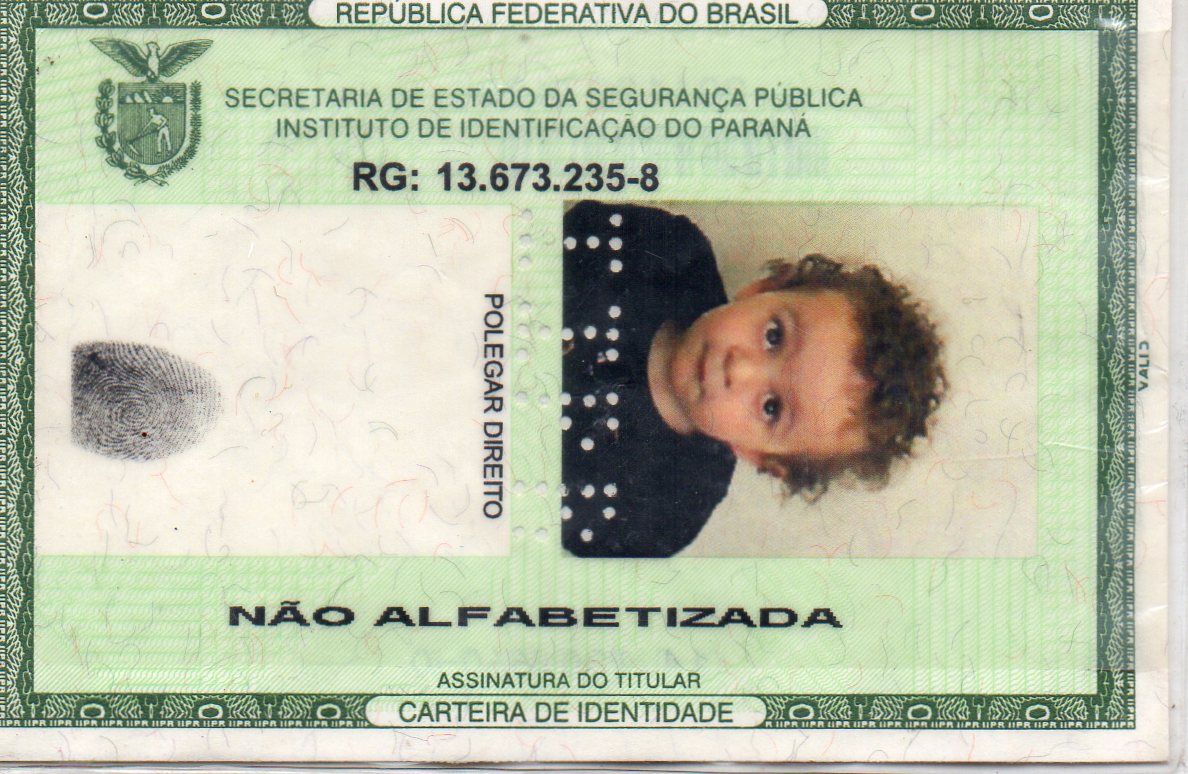 REPÚBLICA FEDERATIVA DO BRASIL
SECRETARIA DE ESTADO DA SEGURANÇA PÚBLICA
INSTITUTO DE IDENTIFICAÇÃO DO PARANÁ
RG: 13.673.235-8
POLEGAR DIREITO
NÃO ALFABETIZADA
ASSINATURA DO TITULAR
CARTEIRA DE IDENTIDADE